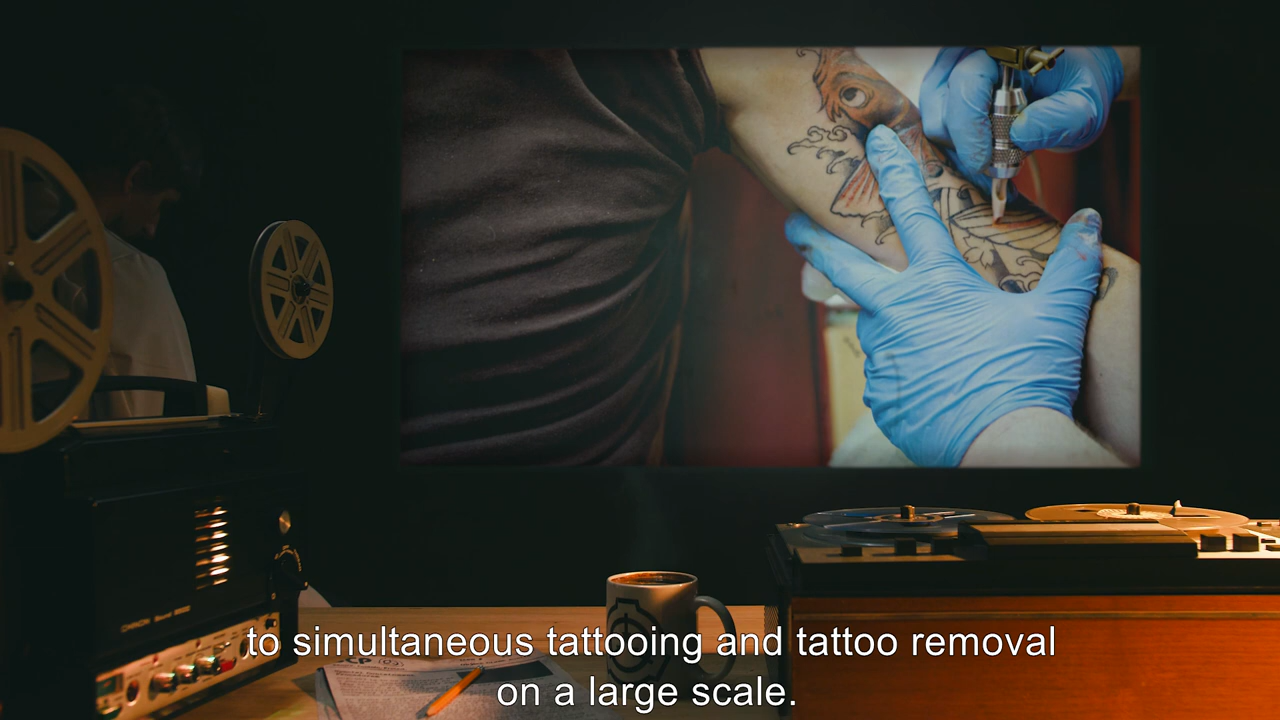 to simultaneous tattooing and tattoo removal
on a large scale.